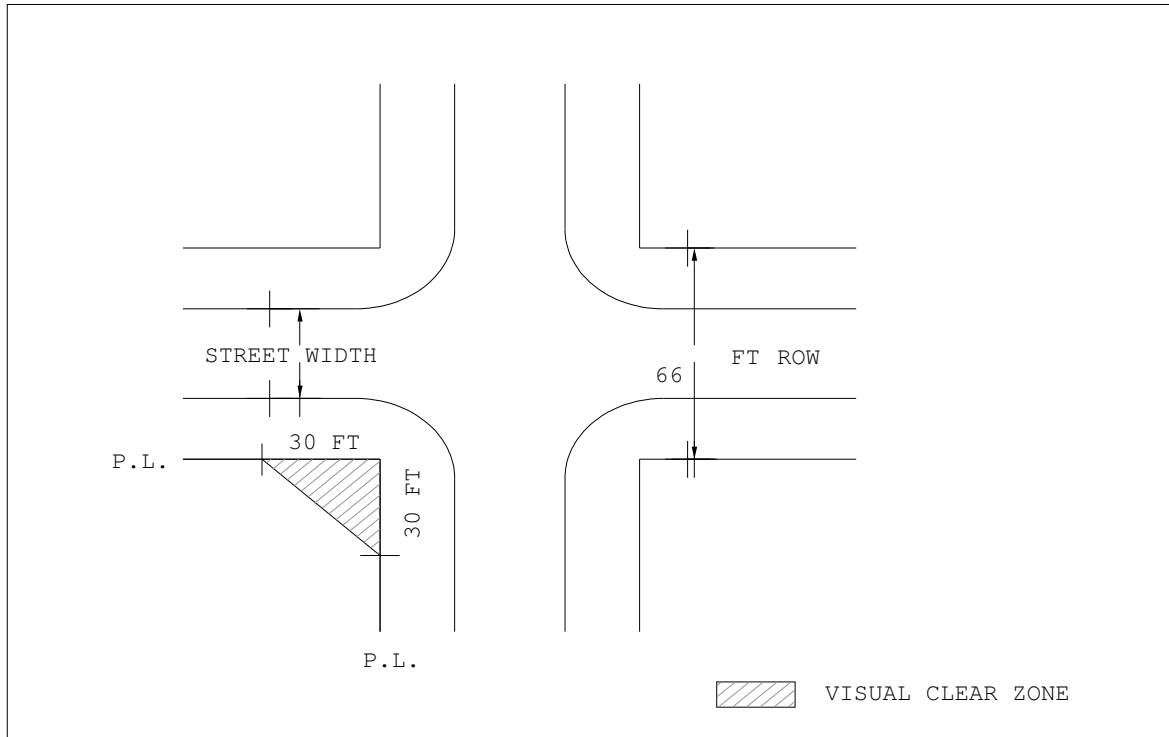 STREET WIDTH
FT ROW
66
30 FT
P.L.
30 FT
P.L.
VISUAL CLEAR ZONE